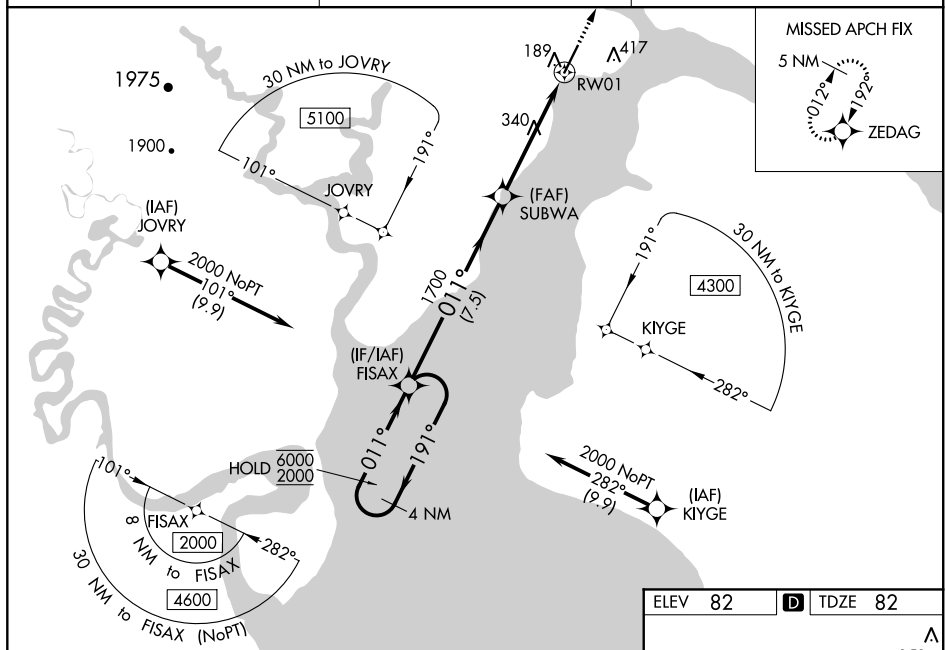 MISSED APCH FIX
5 NM
012°
192°
ZEDAG
189
417
RW01
1975
30 NM to JOVRY
5100
340
1900
101°
191°
JOVRY
(FAF)
SUBWA
(IAF)
JOVRY
2000 NoPT
101°
(9.9)
1700
011°
(7.5)
191°
30 NM to KIYGE
4300
KIYGE
282°
(IF/IAF)
FISAX
011°
191°
HOLD
6000
2000
4 NM
2000 NoPT
282°
(9.9)
(IAF)
KIYGE
101°
FISAX
2000
282°
8 NM to FISAX
4600
30 NM to FISAX (NoPT)
ELEV 82 D TDZE 82